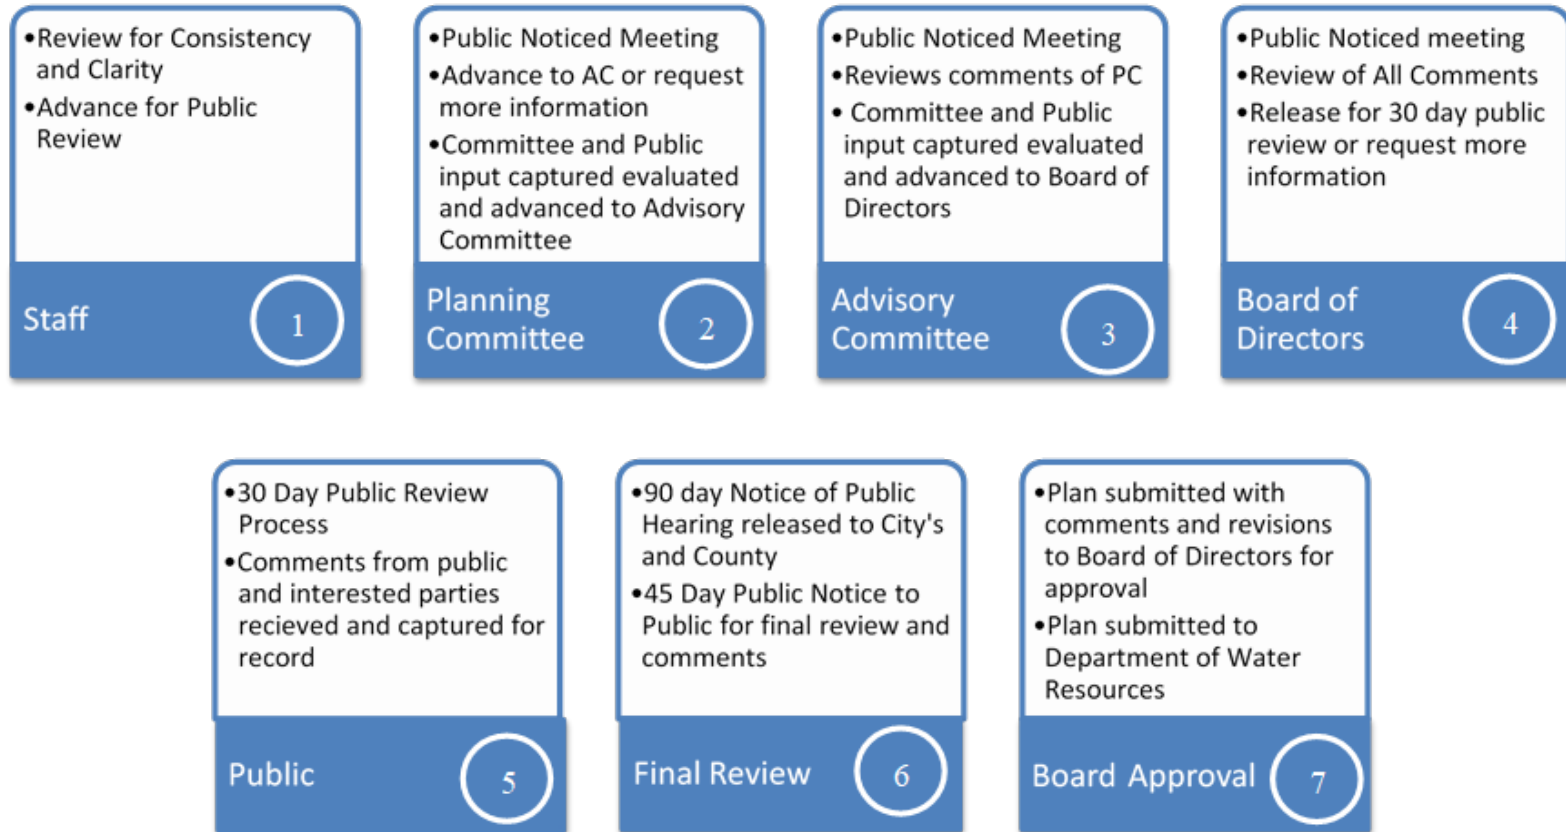 •Review for Consistency
and Clarity
•Advance for Public
Review
Staff
1
•Public Noticed Meeting
•Advance to AC or request
more information
•Committee and Public
input captured evaluated
and advanced to Advisory
Committee
Planning
Committee
2
•Public Noticed Meeting
•Reviews comments of PC
• Committee and Public
input captured evaluated
and advanced to Board of
Directors
Advisory
Committee
3
•Public Noticed meeting
•Review of All Comments
•Release for 30 day public
review or request more
information
Board of
Directors
4
•30 Day Public Review
Process
•Comments from public
and interested parties
recieved and captured for
record
Public
5
•90 day Notice of Public
Hearing released to City's
and County
•45 Day Public Notice to
Public for final review and
comments
Final Review
6
•Plan submitted with
comments and revisions
to Board of Directors for
approval
•Plan submitted to
Department of Water
Resources
Board Approval
7